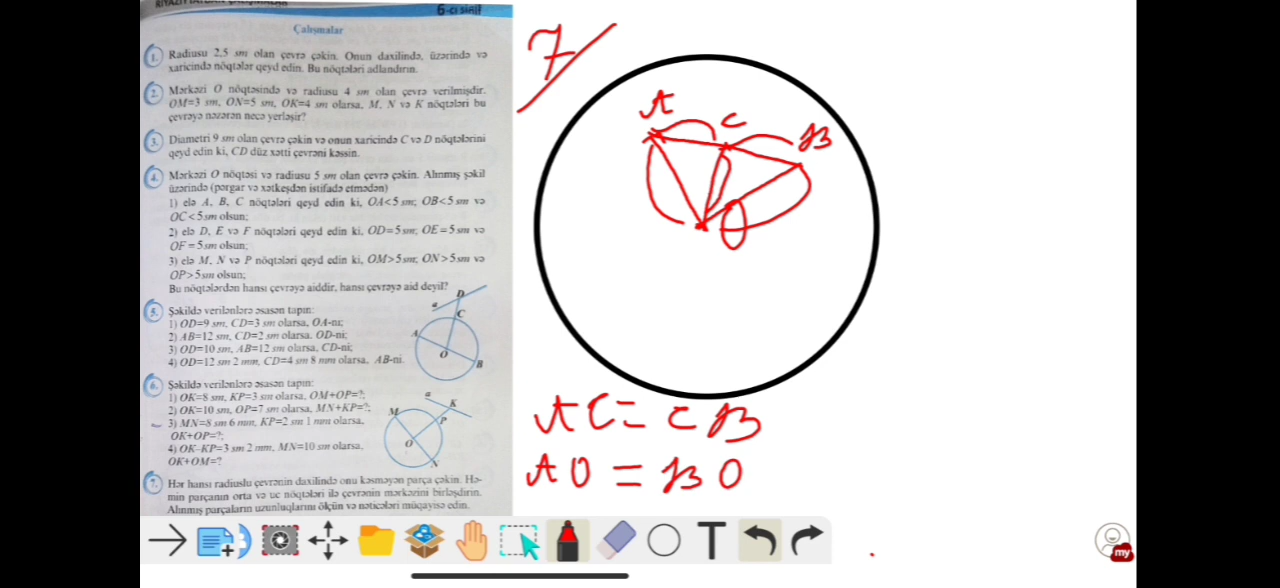 RİYAZİYYATDAN ÇALIŞMALAR
6-cı sinif
Çalışmalar
1. Radiusu 2,5 sm olan çevrə çəkin. Onun daxilində, üzərində və
xaricində nöqtələr qeyd edin. Bu nöqtələri adlandırın.
2. Mərkəzi O nöqtəsində və radiusu 4 sm olan çevrə verilmişdir.
OM=3 sm, ON=5 sm, OK=4 sm olarsa, M, N və K nöqtələri bu
çevrəyə nəzərən necə yerləşir?
3. Diametri 9 sm olan çevrə çəkin və onun xaricində C və D nöqtələrini
qeyd edin ki, CD düz xətti çevrəni kəssin.
4. Mərkəzi O nöqtəsi və radiusu 5 sm olan çevrə çəkin. Alınmış şəkil
üzərində (pərgar və xətkeşdən istifadə etmədən)
1) elə A, B, C nöqtələri qeyd edin ki, OA<5 sm; OB<5 sm və
OC<5 sm olsun;
2) elə D, E və F nöqtələri qeyd edin ki, OD=5 sm; OE=5 sm və
OF=5 sm olsun;
3) elə M, N və P nöqtələri qeyd edin ki, OM>5 sm; ON>5 sm və
OP>5 sm olsun;
Bu nöqtələrdən hansı çevrəyə aiddir, hansı çevrəyə aid deyil?
5. Şəkildə verilənlərə əsasən tapın:
1) OD=9 sm, CD=3 sm olarsa, OA-nı;
2) AB=12 sm, CD=2 sm olarsa, OD-ni;
3) OD=10 sm, AB=12 sm olarsa, CD-ni;
4) OD=12 sm 2 mm, CD=4 sm 8 mm olarsa, AB-ni.
a
D
C
A
O
B
6. Şəkildə verilənlərə əsasən tapın:
1) OK=8 sm, KP=3 sm olarsa, OM+OP=?;
2) OK=10 sm, OP=7 sm olarsa, MN+KP=?;
3) MN=8 sm 6 mm, KP=2 sm 1 mm olarsa,
OK+OP=?;
4) OK-KP=3 sm 2 mm, MN=10 sm olarsa,
OK+OM=?
a
K
M
P
O
N
7. Hər hansı radiuslu çevrənin daxilində onu kəsməyən parça çəkin. Hə-
min parçanın orta və uc nöqtələri ilə çevrənin mərkəzini birləşdirin.
Alınmış parçaların uzunluqlarını ölçün və nəticələri müqayisə edin.
7
A
C
B
O
AC=CB
AO=BO
T
my